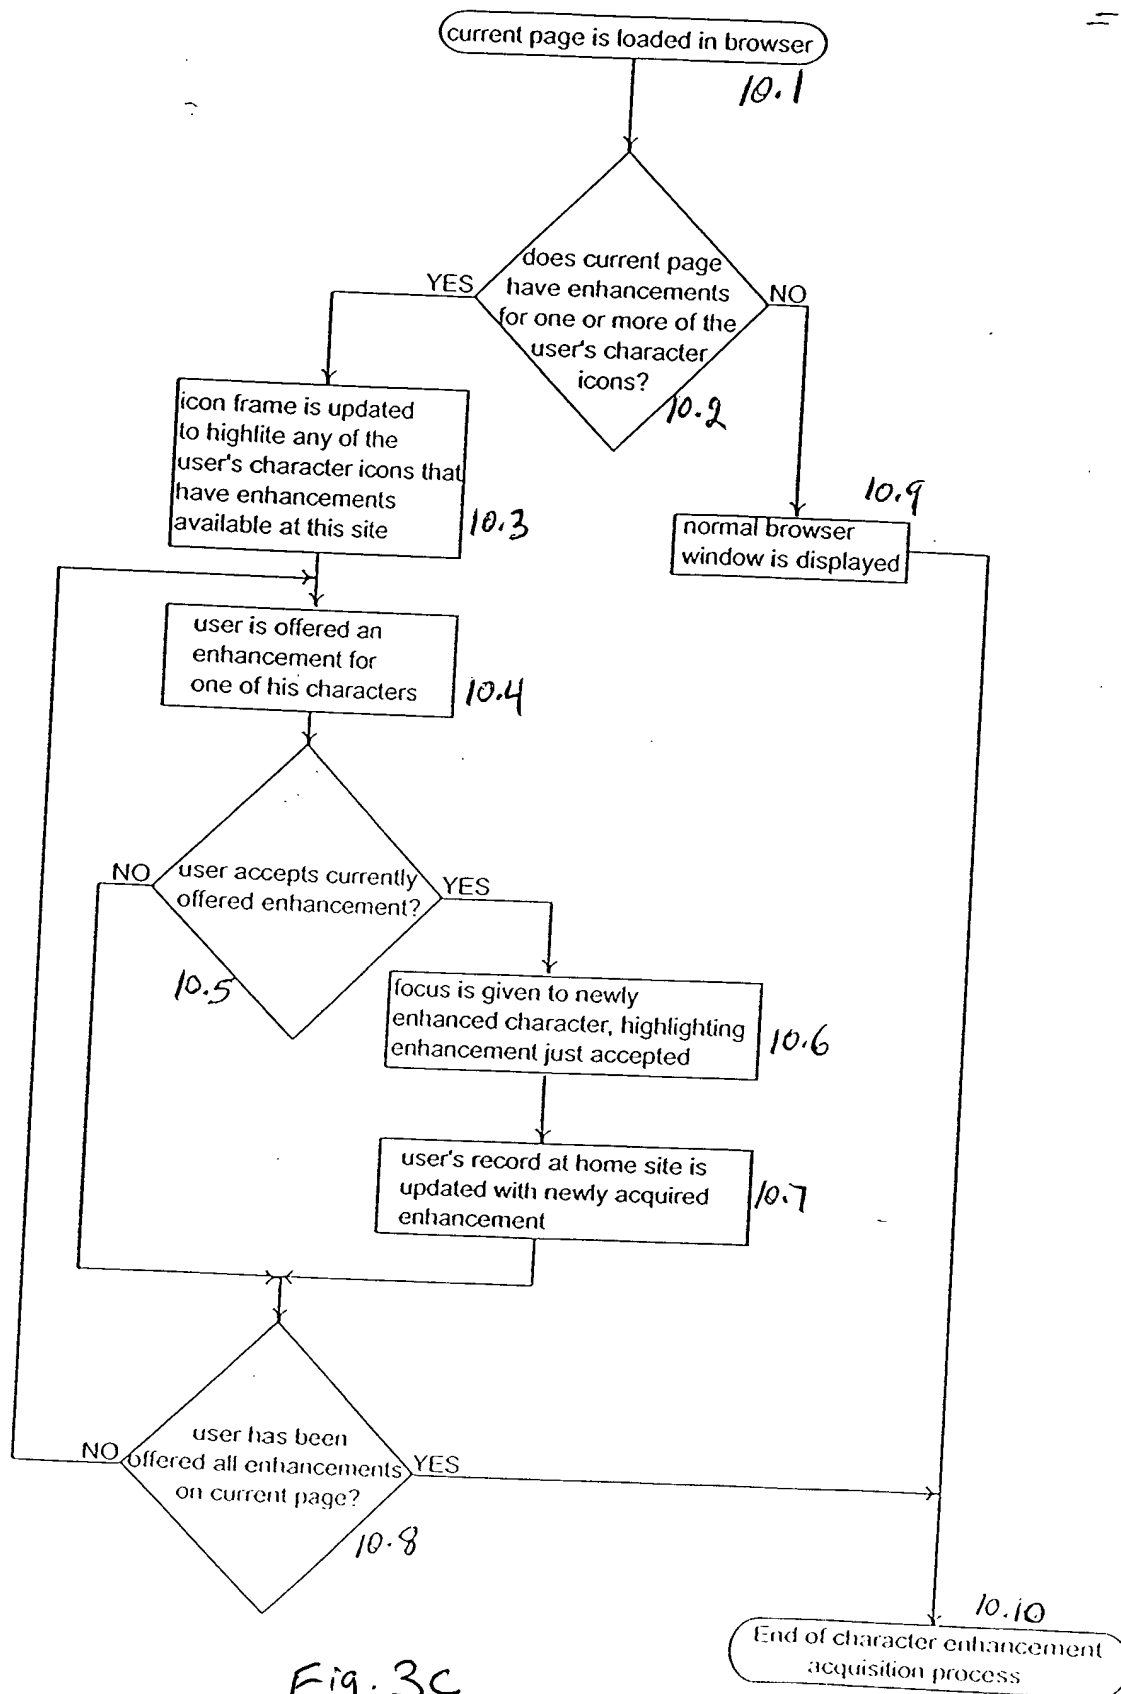 current page is loaded in browser
10.1
does current page
have enhancements
for one or more of the
user's character
icons?
YES
NO
10.2
icon frame is updated
to highlite any of the
user's character icons that
have enhancements
available at this site
10.3
10.9
normal browser
window is displayed
user is offered an
enhancement for
one of his characters
10.4
user accepts currently
offered enhancement?
NO
YES
10.5
focus is given to newly
enhanced character, highlighting
enhancement just accepted
10.6
user's record at home site is
updated with newly acquired
enhancement
10.7
user has been
offered all enhancements
on current page?
NO
YES
10.8
10.10
End of character enhancement
acquisition process
Fig. 3C